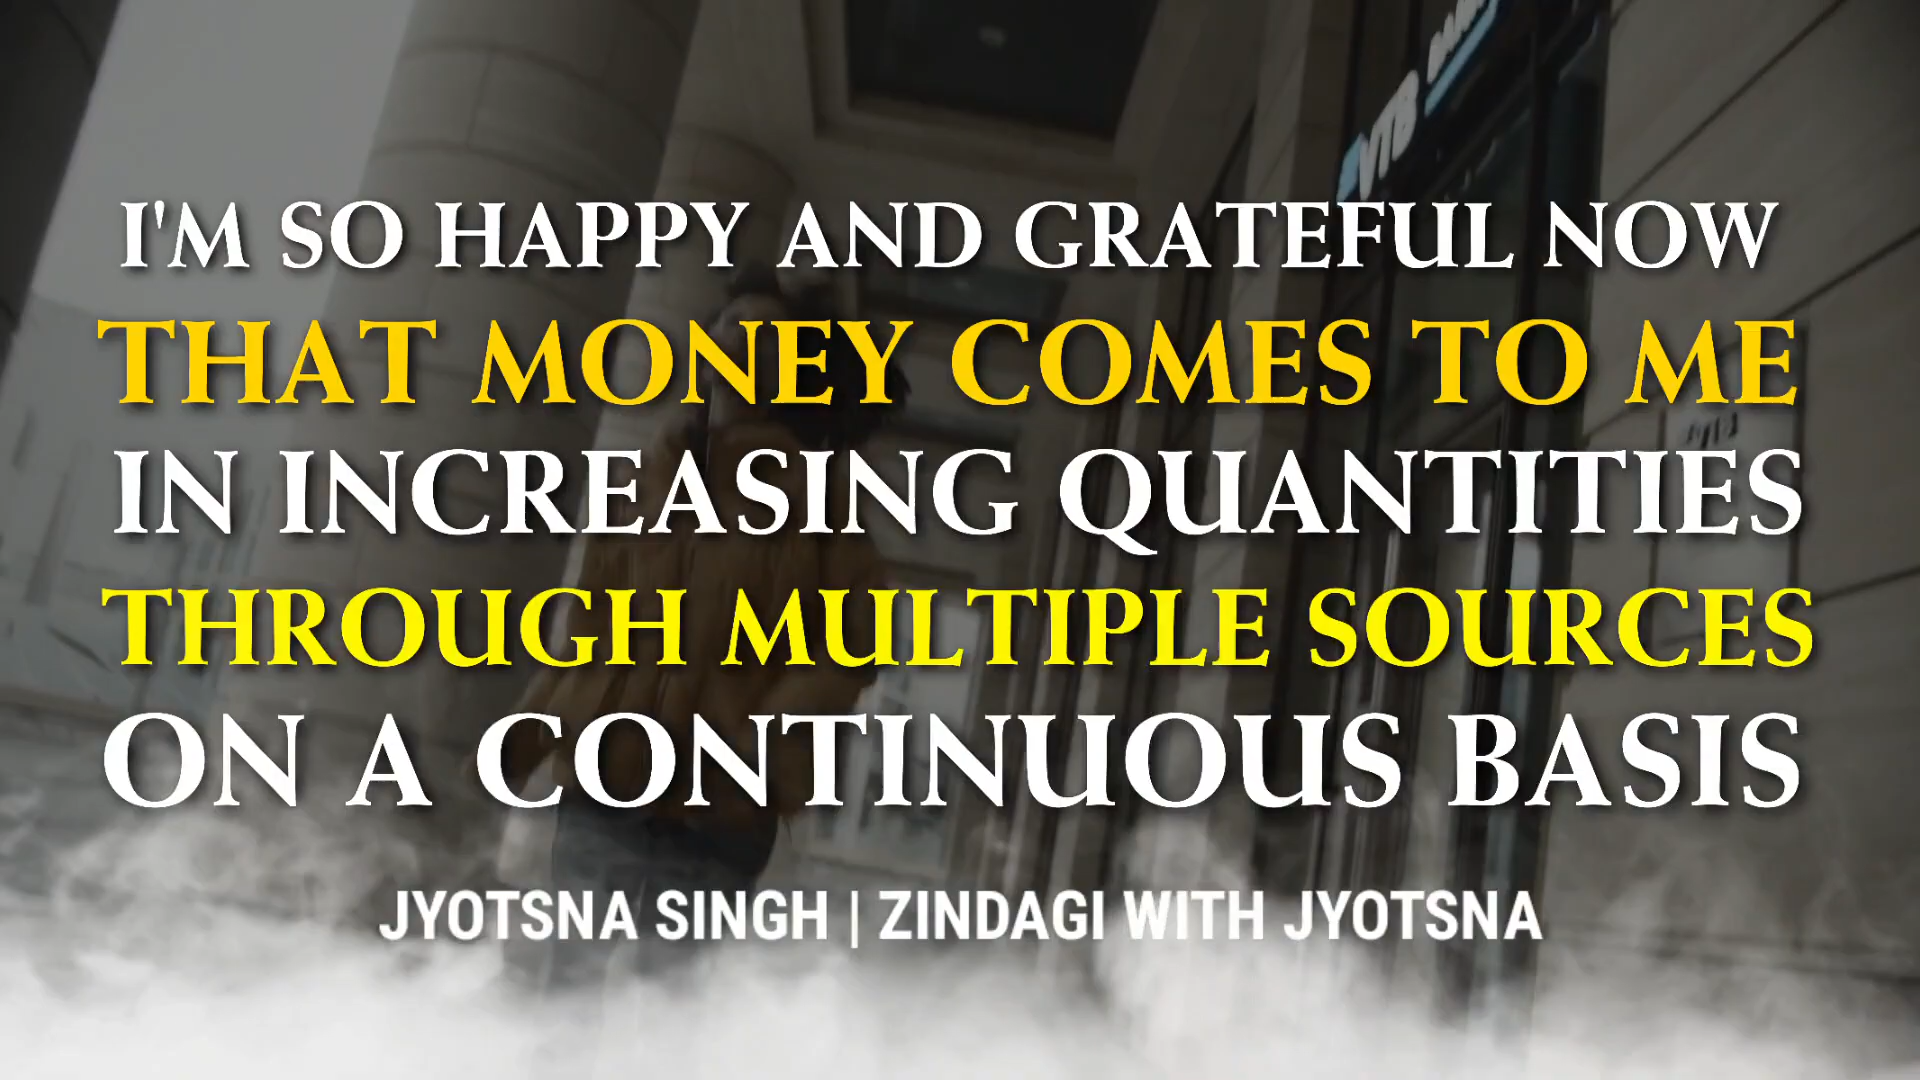 VTB
I'M SO HAPPY AND GRATEFUL NOW
THAT MONEY COMES TO ME
IN INCREASING QUANTITIES
THROUGH MULTIPLE SOURCES
ON A CONTINUOUS BASIS
JYOTSNA SINGH | ZINDAGI WITH JYOTSNA